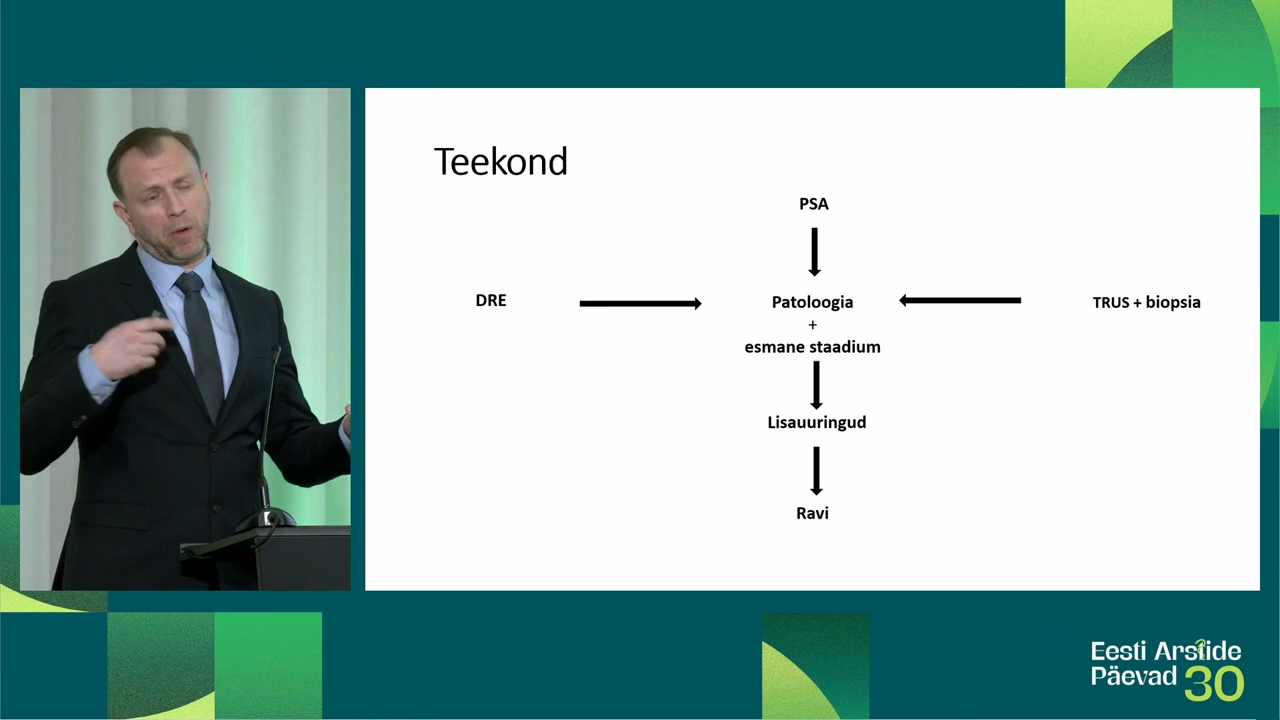 Teekond
PSA
DRE
Patoloogia
TRUS + biopsia
+
esmane staadium
Lisauuringud
Ravi
Eesti Arstide
Päevad 30